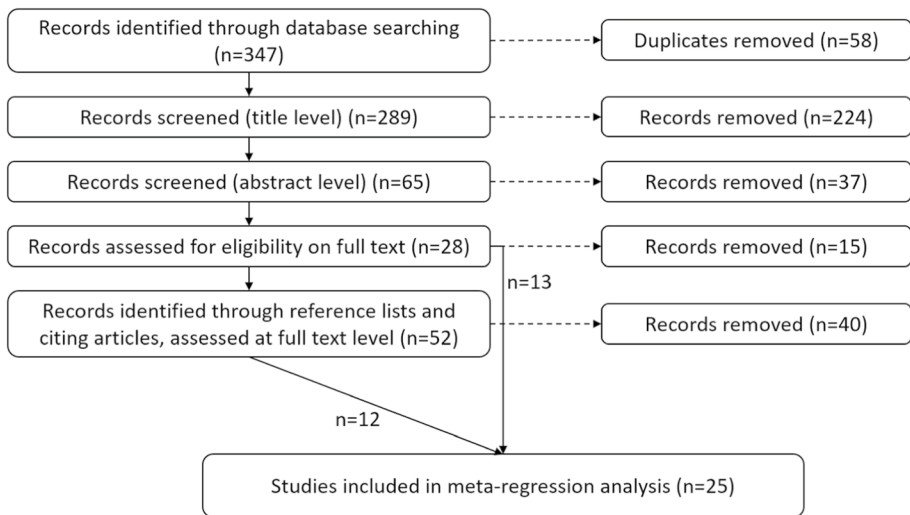 Records identified through database searching
(n=347)
Duplicates removed (n=58)
Records screened (title level) (n=289)
Records removed (n=224)
Records screened (abstract level) (n=65)
Records removed (n=37)
Records assessed for eligibility on full text (n=28)
Records removed (n=15)
n=13
Records identified through reference lists and
citing articles, assessed at full text level (n=52)
Records removed (n=40)
n=12
Studies included in meta-regression analysis (n=25)